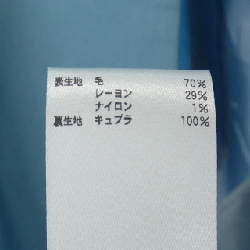 表生地 毛 70%
レーヨン 29%
ナイロン 1%
裏生地 キュプラ 100%